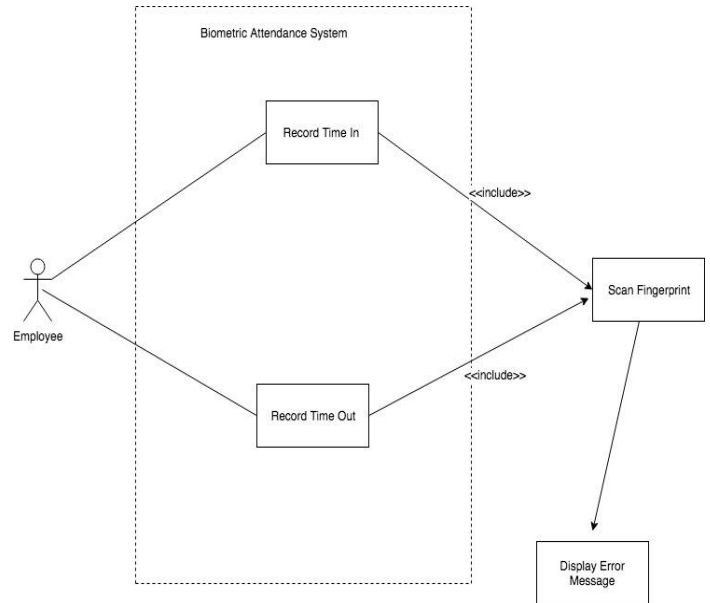 Biometric Attendance System
Record Time In
<<include>>
Scan Fingerprint
Employee
<<include>>
Record Time Out
Display Error
Message